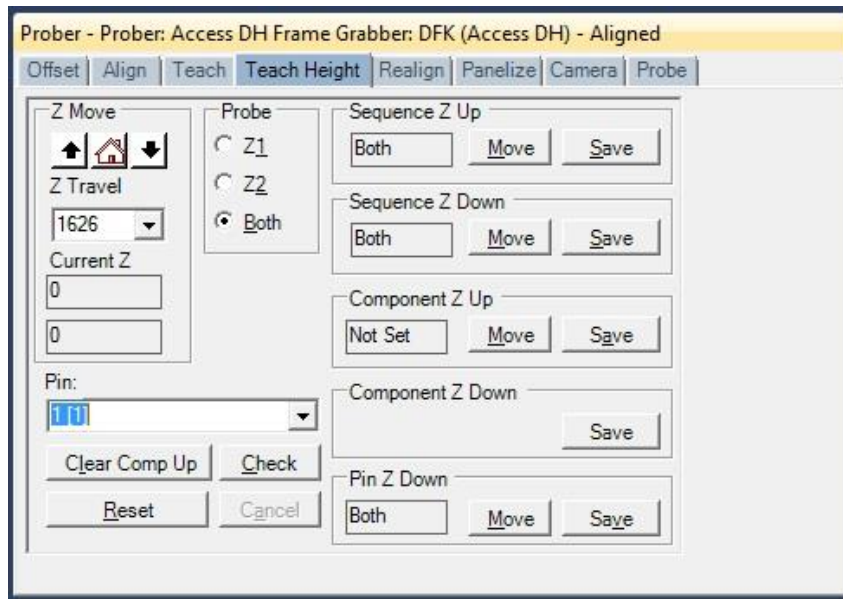 Prober - Prober: Access DH Frame Grabber: DFK (Access DH) - Aligned
Offset Align Teach Teach Height Realign Panelize Camera Probe
Z Move
Z Travel
1626
Current Z
0
0
Probe
Z1
Z2
Both
Sequence Z Up
Both Move Save
Sequence Z Down
Both Move Save
Component Z Up
Not Set Move Save
Component Z Down
Save
Pin Z Down
Both Move Save
Pin:
1 [1]
Clear Comp Up Check
Reset Cancel